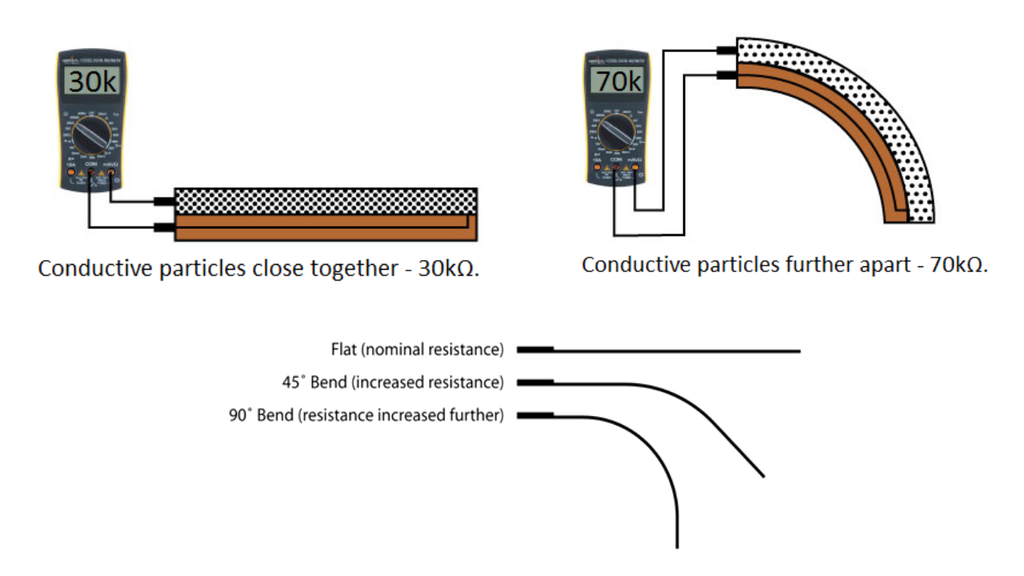 30k
70k
Conductive particles close together - 30kΩ.
Conductive particles further apart - 70kΩ.
Flat (nominal resistance)
45˚ Bend (increased resistance)
90˚ Bend (resistance increased further)